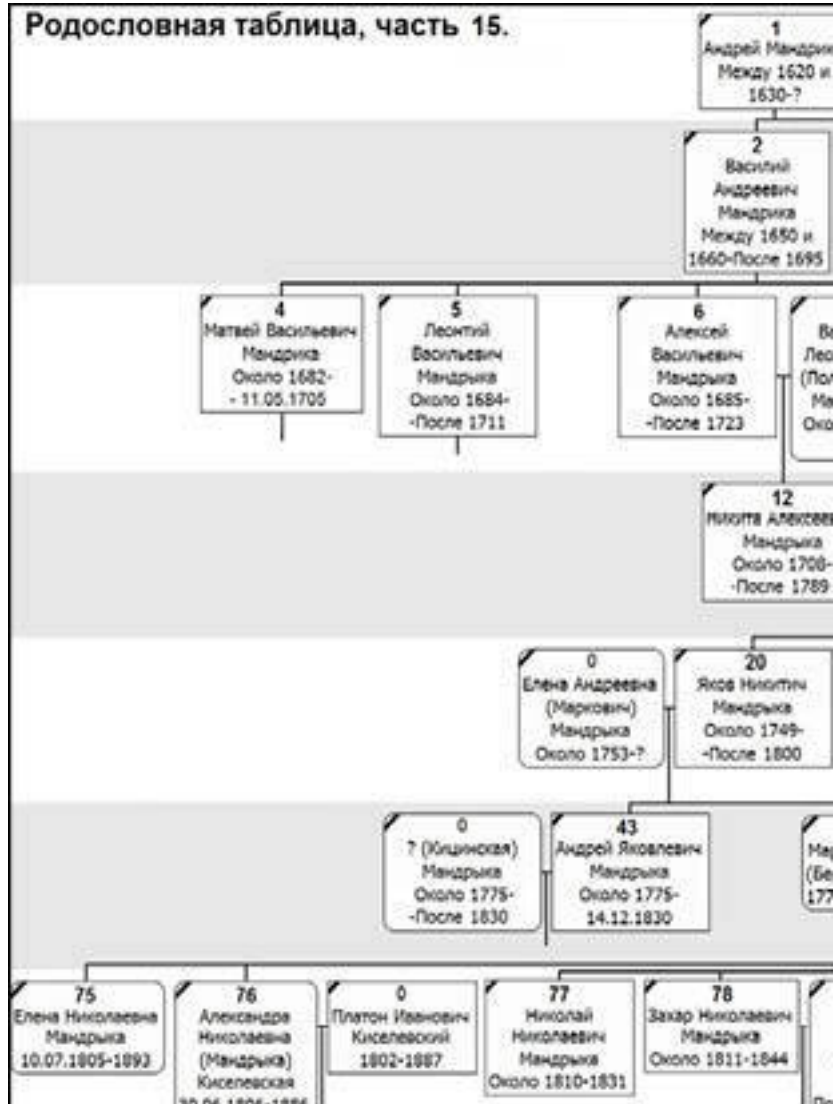 Родословная таблица, часть 15.
1
Андрей
Между 1620 и
1630-?
2
Василий
Андреевич
Мандрика
Между 1650 и
1660-После 1695
4
Матвей Васильевич
Мандрика
Около 1682-
- 11.05.1705
5
Леонтий
Васильевич
Мандрыка
Около 1684-
-После 1711
6
Алексей
Васильевич
Мандрыка
Около 1685-
-После 1723
12
Никита
Мандрыка
Около 1708-
-После 1789
0
Елена Андреевна
(Маркович)
Мандрыка
Около 1753-?
20
Яков Никитич
Мандрыка
Около 1749-
-После 1800
0
? (Кицинская)
Мандрыка
Около 1775-
-После 1830
43
Андрей Яковлевич
Мандрыка
Около 1775-
14.12.1830
75
Елена Николаевна
Мандрыка
10.07.1805-1893
76
Александра
Николаевна
(Мандрыка)
Киселевская
0
Платон Иванович
Киселевский
1802-1887
77
Николай
Николаевич
Мандрыка
Около 1810-1831
78
Захар Николаевич
Мандрыка
Около 1811-1844